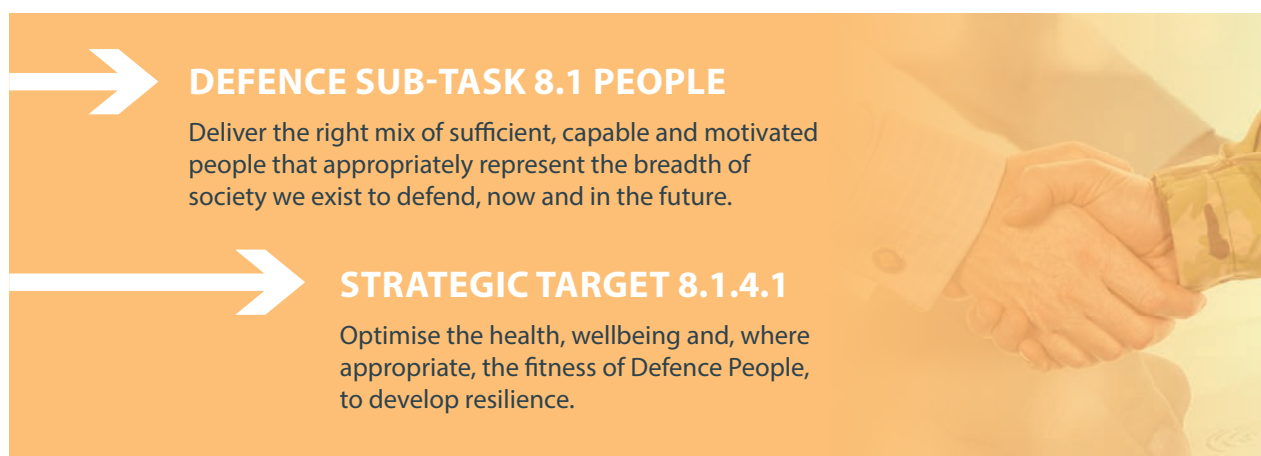 DEFENCE SUB-TASK 8.1 PEOPLE
Deliver the right mix of sufficient, capable and motivated
people that appropriately represent the breadth of
society we exist to defend, now and in the future.
STRATEGIC TARGET 8.1.4.1
Optimise the health, wellbeing and, where
appropriate, the fitness of Defence People,
to develop resilience.